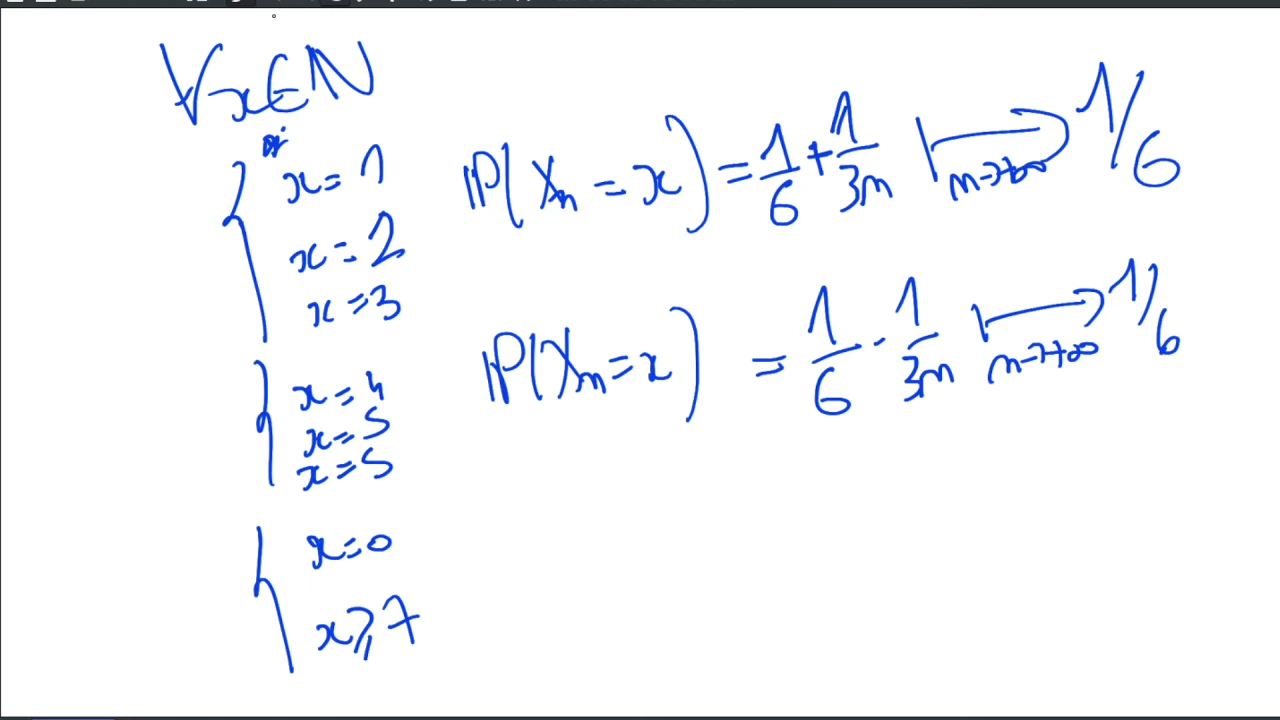 ∀x∈ℕ
x=1
ℙ(Xn = x) = 1/6 + 1/3n ⟼ n→+∞ 1/6
x=2
x=3
ℙ(Xn=x) = 1/6 - 1/3n ⟼ n→+∞ 1/6
x=4
x=5
x=5
x=0
x⩾7